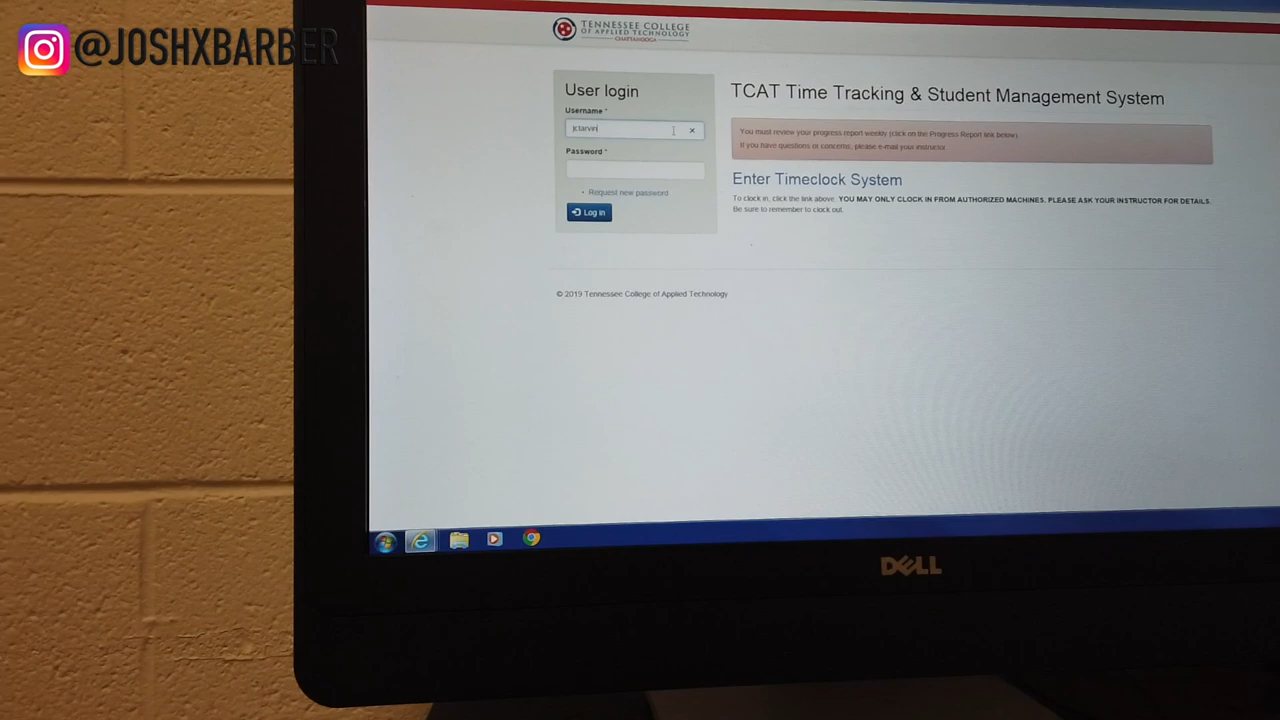 @JOSHXBARBER
TENNESSEE COLLEGE
OF APPLIED TECHNOLOGY
CHATTANOOGA
User login
Username *
jctarvin
Password *
Request new password
Log in
TCAT Time Tracking & Student Management System
You must review your progress report weekly (click on the Progress Report link below).
If you have questions or concerns, please e-mail your instructor.
Enter Timeclock System
To clock in, click the link above. YOU MAY ONLY CLOCK IN FROM AUTHORIZED MACHINES. PLEASE ASK YOUR INSTRUCTOR FOR DETAILS.
Be sure to remember to clock out.
© 2019 Tennessee College of Applied Technology
DELL